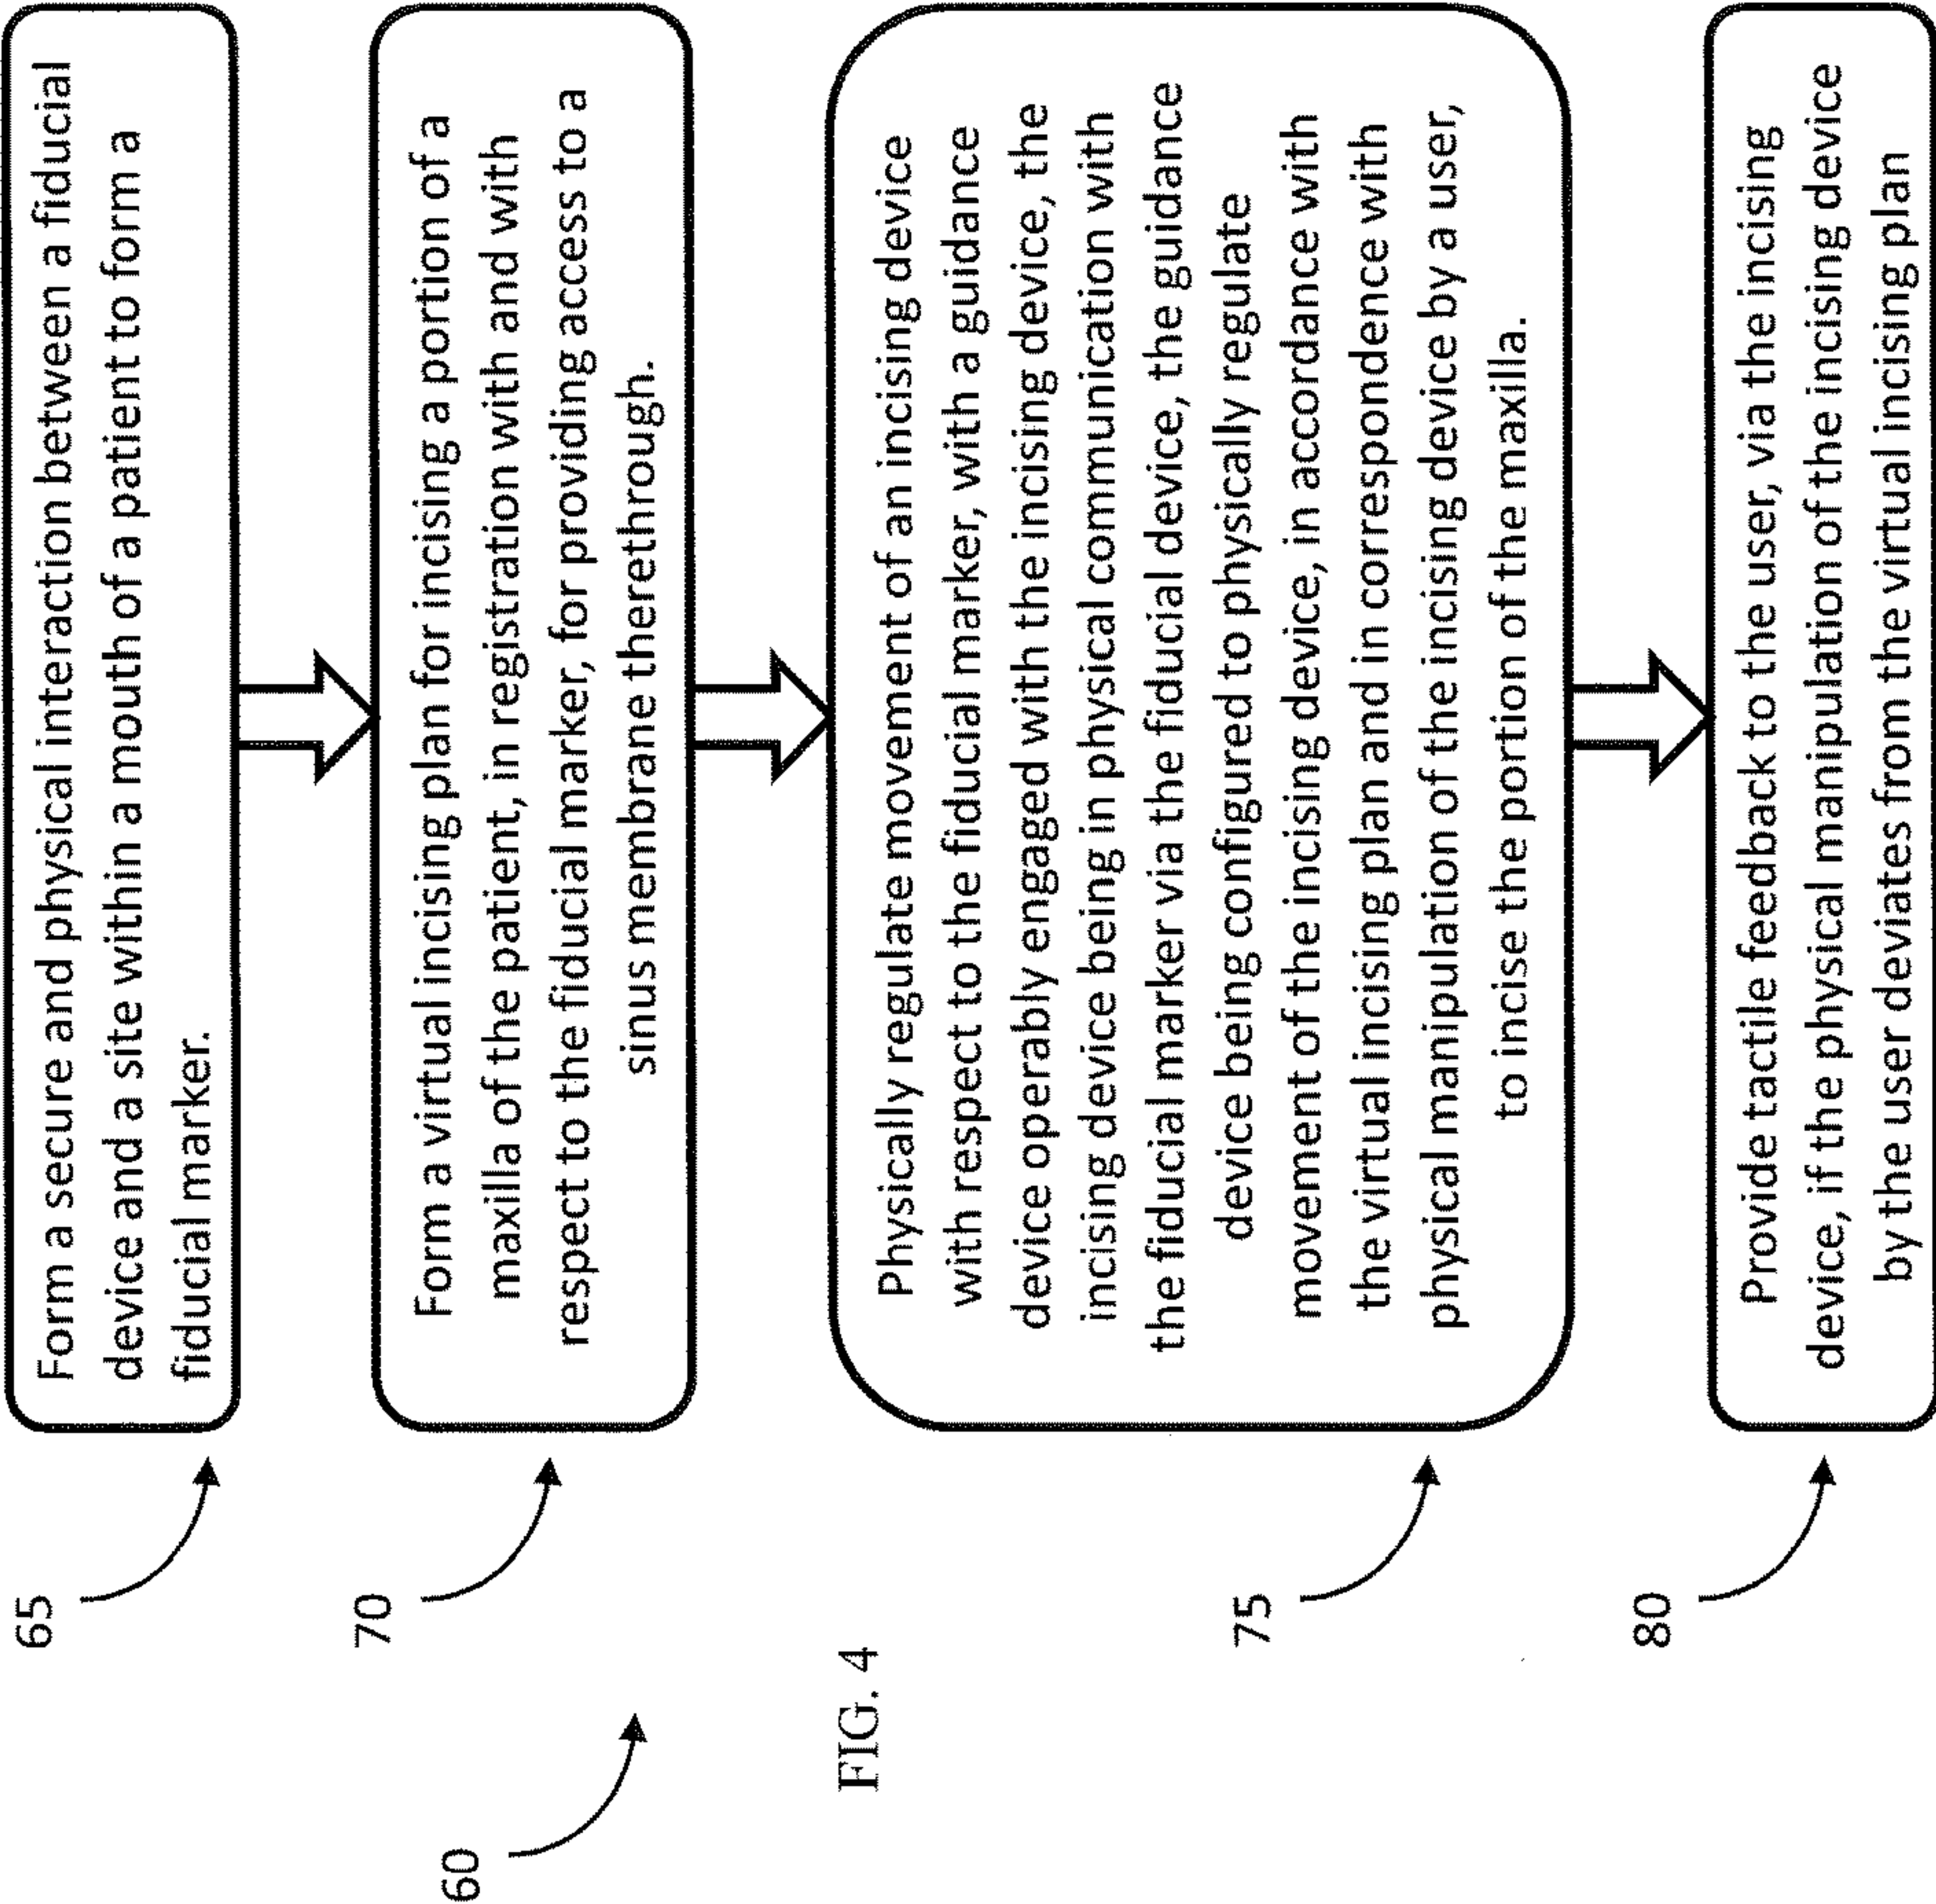 65
Form a secure and physical interaction between a fiducial
device and a site within a mouth of a patient to form a
fiducial marker.
70
Form a virtual incising plan for incising a portion of a
maxilla of the patient, in registration with and with
respect to the fiducial marker, for providing access to a
sinus membrane therethrough.
60
75
Physically regulate movement of an incising device
with respect to the fiducial marker, with a guidance
device operably engaged with the incising device, the
incising device being in physical communication with
the fiducial marker via the fiducial device, the guidance
device being configured to physically regulate
movement of the incising device, in accordance with
the virtual incising plan and in correspondence with
physical manipulation of the incising device by a user,
to incise the portion of the maxilla.
80
Provide tactile feedback to the user, via the incising
device, if the physical manipulation of the incising device
by the user deviates from the virtual incising plan
FIG. 4